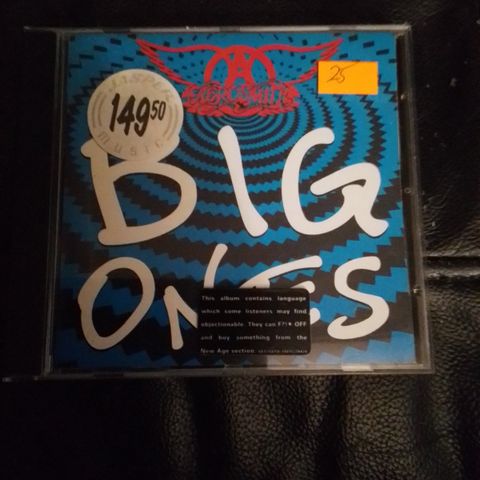 AEROSMITH
25
149 50
music
BIG
ONES
This album contains language
which some listeners may find
objectionable. They can F?!* OFF
and buy something from the
New Age section.